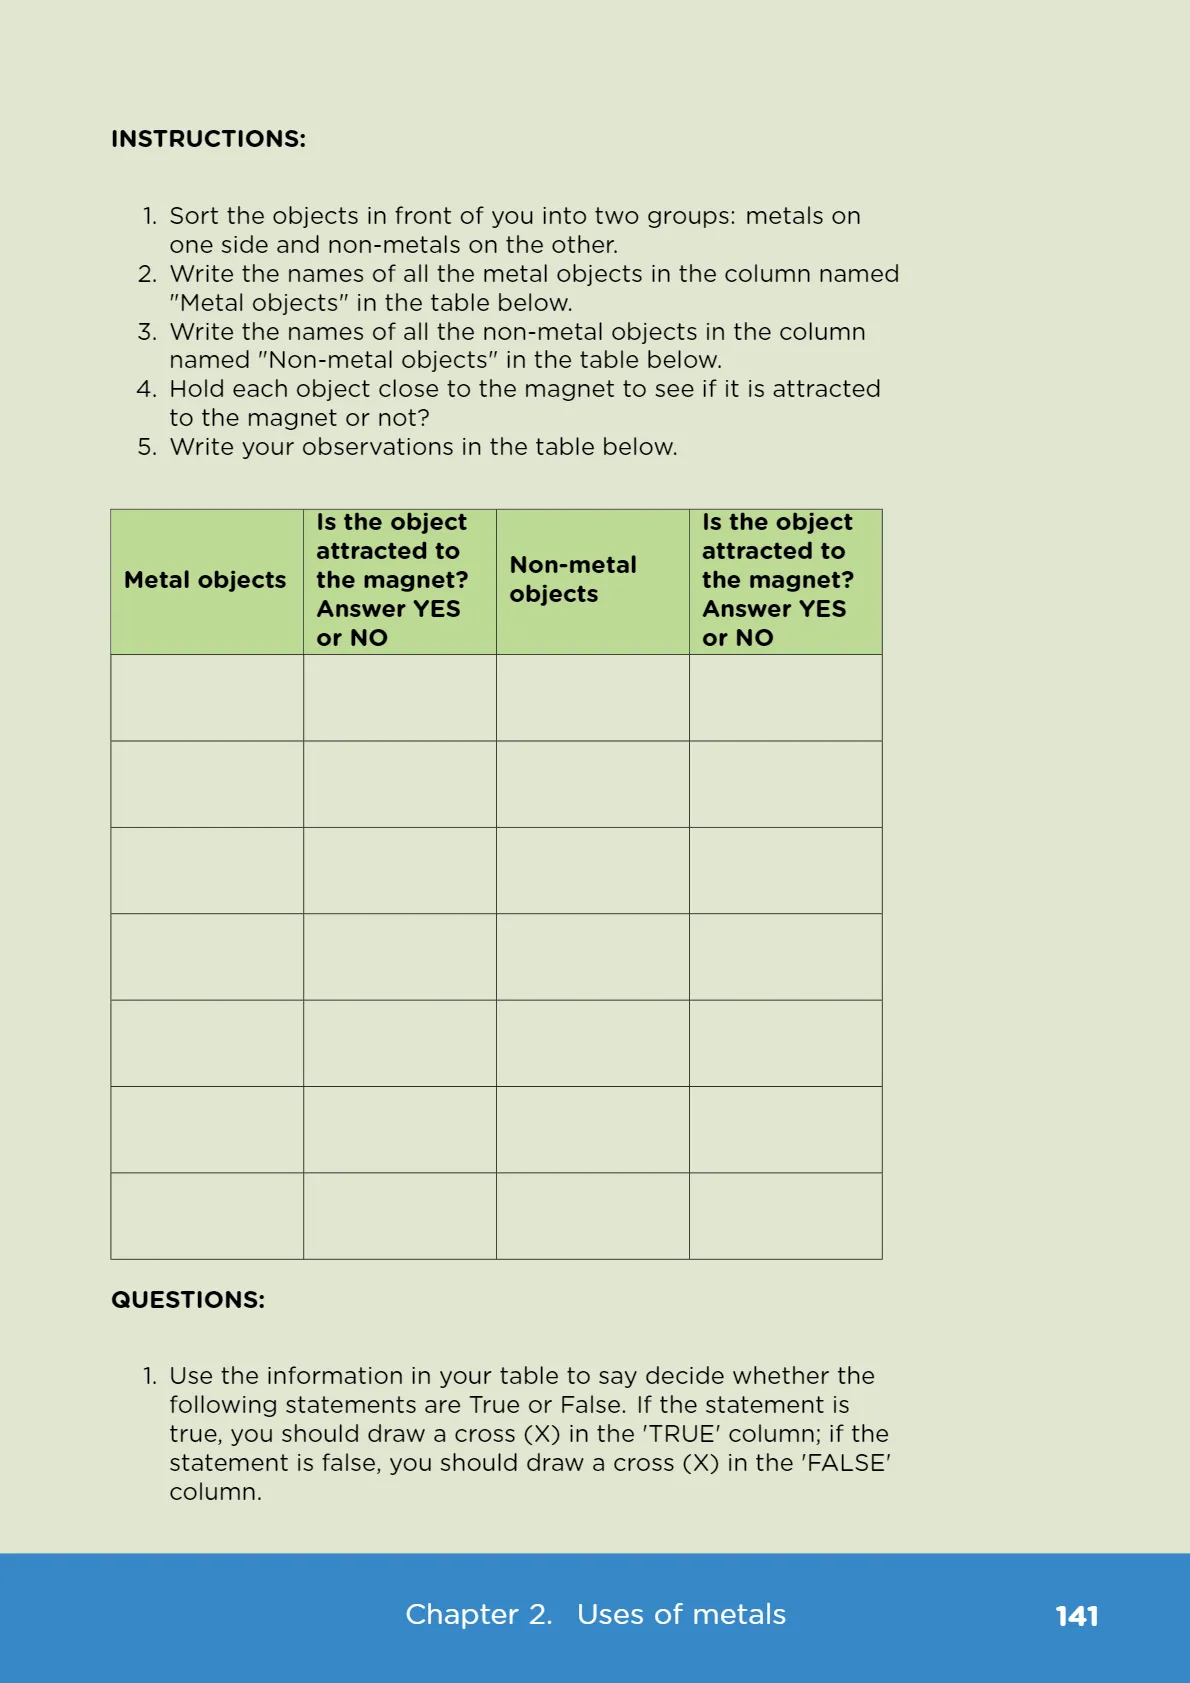 INSTRUCTIONS:
1. Sort the objects in front of you into two groups: metals on
one side and non-metals on the other.
2. Write the names of all the metal objects in the column named
"Metal objects" in the table below.
3. Write the names of all the non-metal objects in the column
named "Non-metal objects" in the table below.
4. Hold each object close to the magnet to see if it is attracted
to the magnet or not?
5. Write your observations in the table below.
Metal objects
Is the object
attracted to
the magnet?
Answer YES
or NO
Non-metal
objects
Is the object
attracted to
the magnet?
Answer YES
or NO
QUESTIONS:
1. Use the information in your table to say decide whether the
following statements are True or False. If the statement is
true, you should draw a cross (X) in the 'TRUE' column; if the
statement is false, you should draw a cross (X) in the 'FALSE'
column.
Chapter 2. Uses of metals
141